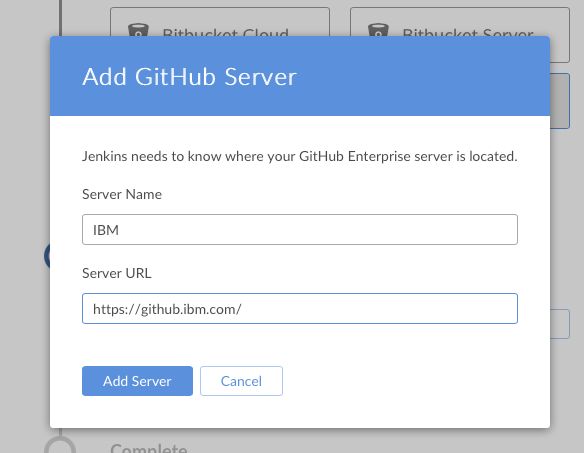 Bitbucket Cloud
Bitbucket Server
Add GitHub Server
Jenkins needs to know where your GitHub Enterprise server is located.
Server Name
IBM
Server URL
https://github.ibm.com/
Add Server
Cancel
Complete